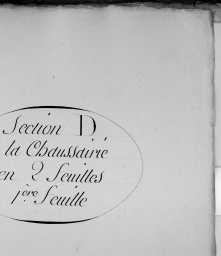 Section D,
la Chaussairie
en 2 Feuilles
1ère Feuille